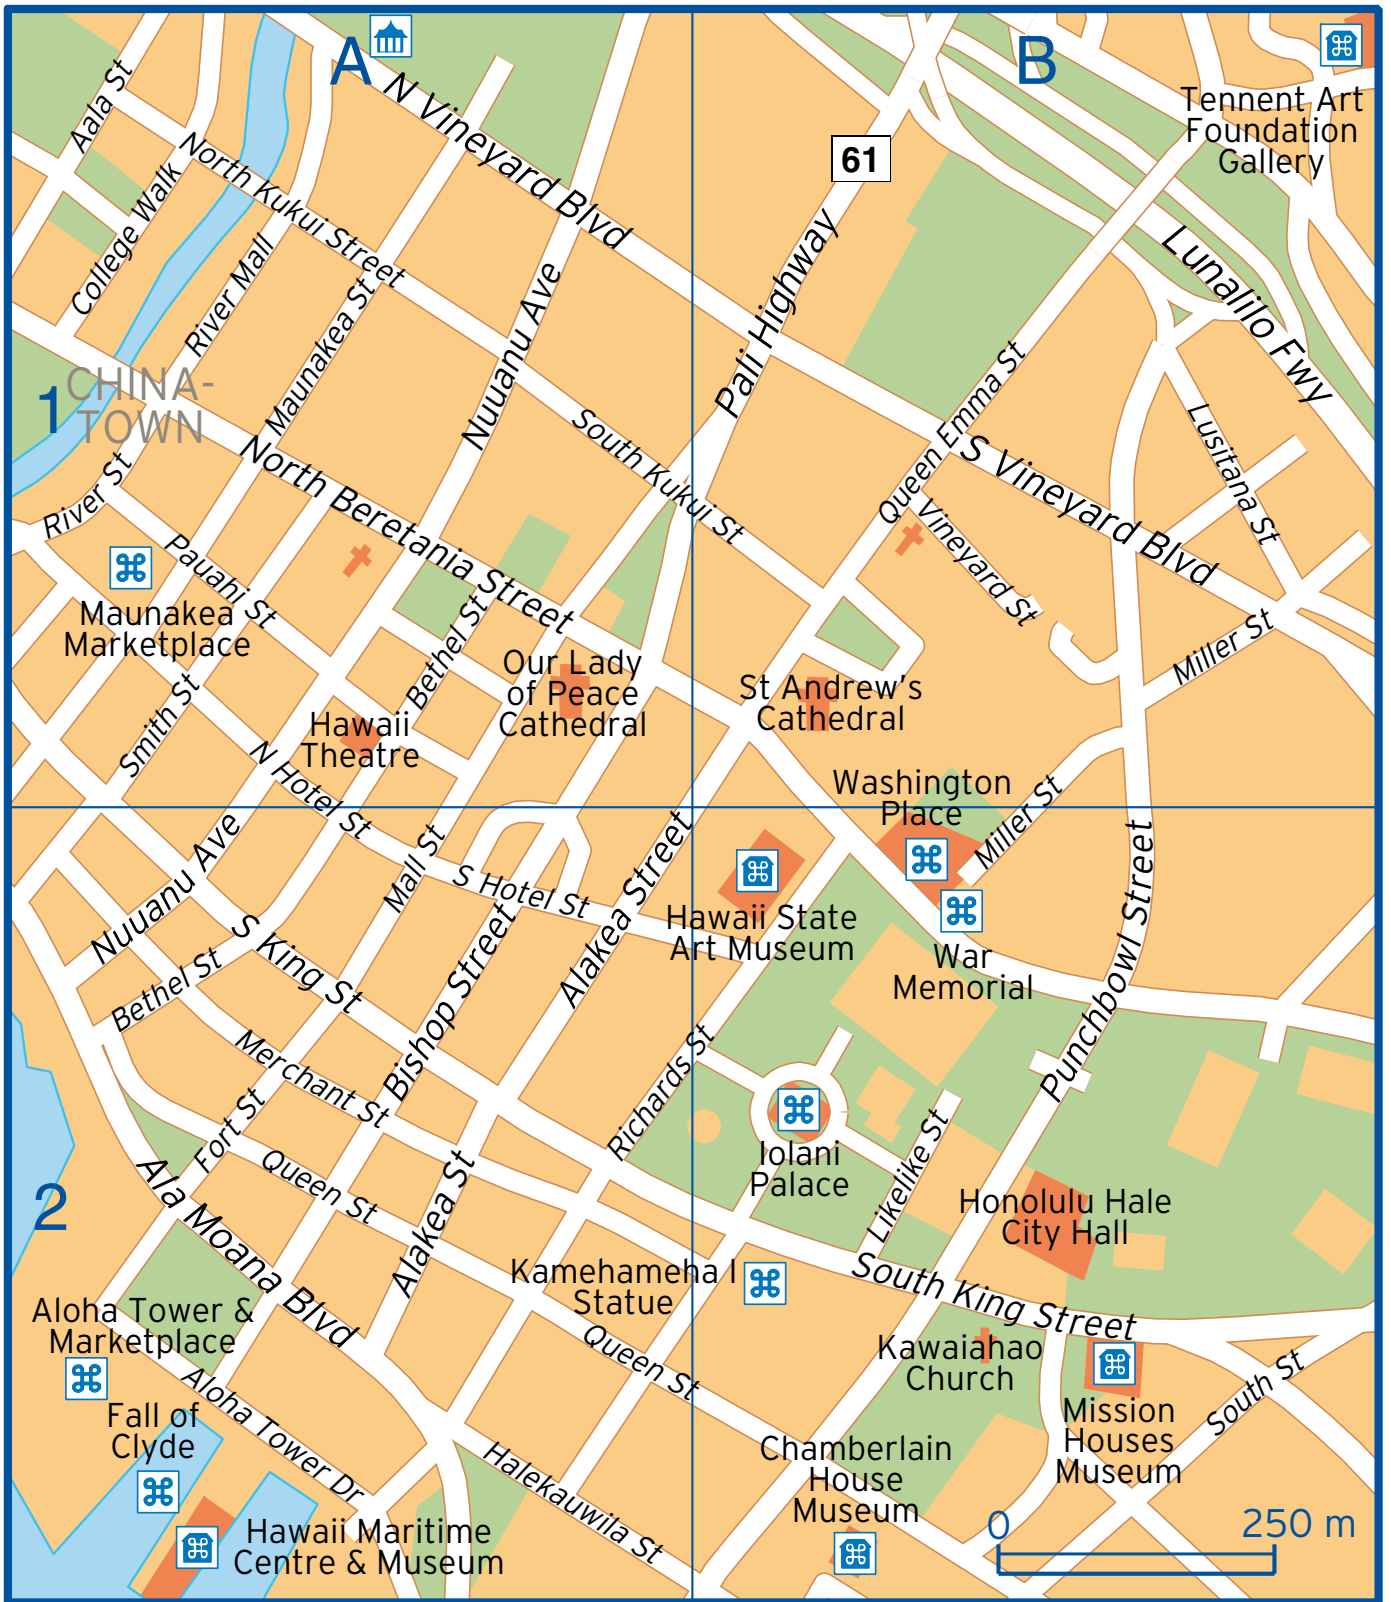 A
B
Aala St
N Vineyard Blvd
Tennent Art
Foundation
Gallery
61
North Kukui Street
College Walk
River Mall
Maunakea St
Nuuanu Ave
Pali Highway
Lunalilo Fwy
1
CHINA-
TOWN
Queen Emma St
South Kukui St
S Vineyard Blvd
Lusitana St
River St
North Beretania Street
Vineyard St
Pauahi St
Maunakea
Marketplace
Bethel St
Miller St
Our Lady
of Peace
Cathedral
St Andrew's
Cathedral
Smith St
Hawaii
Theatre
N Hotel St
Washington
Place
Miller St
Nuuanu Ave
Mall St
S Hotel St
Alakea Street
Punchbowl Street
Hawaii State
Art Museum
War
Memorial
S King St
Bethel St
Bishop Street
Merchant St
Richards St
Fort St
Iolani
Palace
Likelike St
Queen St
Alakea St
2
Ala Moana Blvd
Honolulu Hale
City Hall
Kamehameha I
Statue
South King Street
Aloha Tower &
Marketplace
Queen St
Kawaiahao
Church
Aloha Tower Dr
Fall of
Clyde
Mission
Houses
Museum
South St
Chamberlain
House
Museum
Halekauwila St
Hawaii Maritime
Centre & Museum
0
250 m